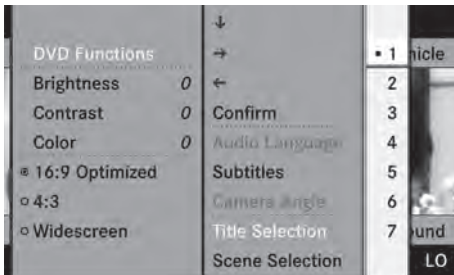 ↓
DVD Functions
→
←
Brightness 0
Contrast 0
Color 0
16:9 Optimized
4:3
Widescreen
Confirm
Audio Language
Subtitles
Camera Angle
Title Selection
Scene Selection
1
2
3
4
5
6
7
hicle
und
LO